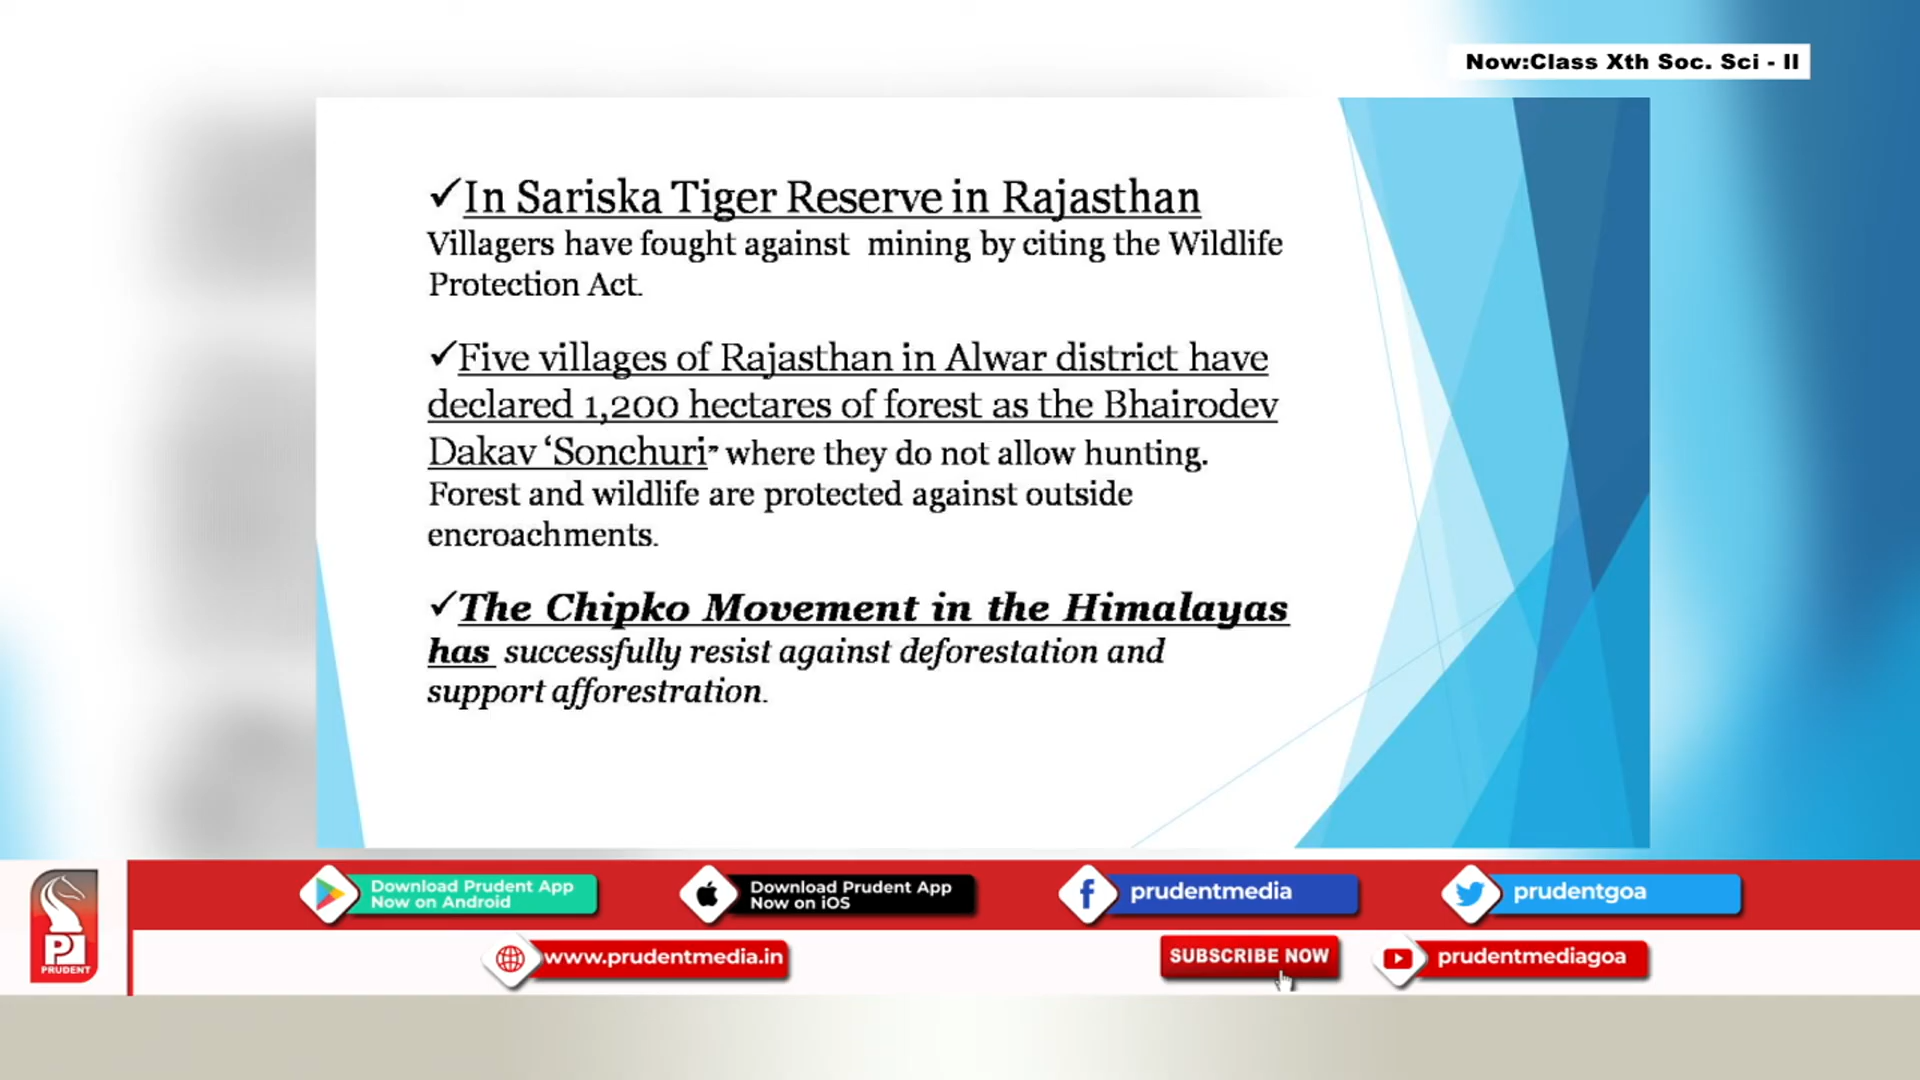 Now:Class Xth Soc. Sci - II
✓In Sariska Tiger Reserve in Rajasthan
Villagers have fought against mining by citing the Wildlife
Protection Act.
✓Five villages of Rajasthan in Alwar district have
declared 1,200 hectares of forest as the Bhairodev
Dakav ‘Sonchuri” where they do not allow hunting.
Forest and wildlife are protected against outside
encroachments.
✓The Chipko Movement in the Himalayas
has successfully resist against deforestation and
support afforestration.
Download Prudent App
Now on Android
Download Prudent App
Now on iOS
prudentmedia
prudentgoa
PRUDENT
www.prudentmedia.in
SUBSCRIBE NOW
prudentmediagoa